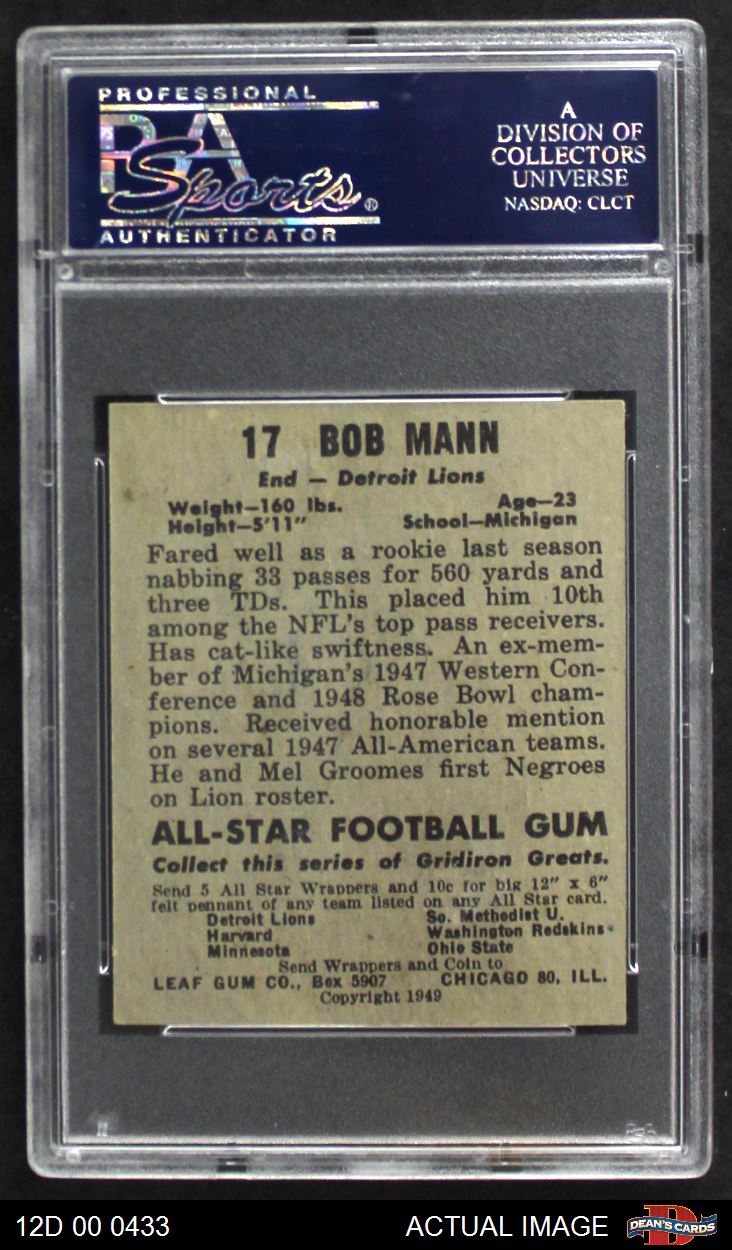 PROFESSIONAL
PSA
Sports®
AUTHENTICATOR
A
DIVISION OF
COLLECTORS
UNIVERSE
NASDAQ: CLCT
17 BOB MANN
End — Detroit Lions
Weight—160 lbs. Age—23
Height—5'11" School—Michigan
Fared well as a rookie last season
nabbing 33 passes for 560 yards and
three TDs. This placed him 10th
among the NFL's top pass receivers.
Has cat-like swiftness. An ex-mem-
ber of Michigan's 1947 Western Con-
ference and 1948 Rose Bowl cham-
pions. Received honorable mention
on several 1947 All-American teams.
He and Mel Groomes first Negroes
on Lion roster.
ALL-STAR FOOTBALL GUM
Collect this series of Gridiron Greats.
Send 5 All Star Wrappers and 10c for big 12" x 6"
felt pennant of any team listed on any All Star card.
Detroit Lions So. Methodist U.
Harvard Washington Redskins
Minnesota Ohio State
Send Wrappers and Coin to
LEAF GUM CO., Box 5907 CHICAGO 80, ILL.
Copyright 1949
12D 00 0433 ACTUAL IMAGE DEAN'S CARDS